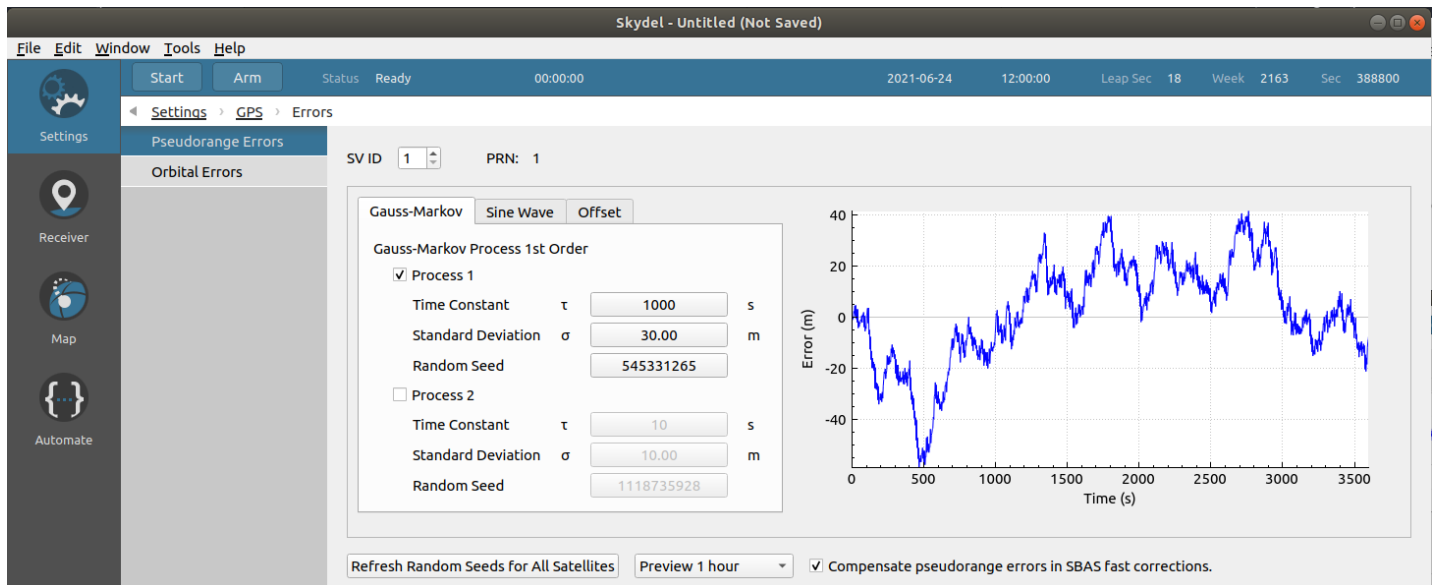 Skydel - Untitled (Not Saved)
File Edit Window Tools Help
Start Arm Status Ready 00:00:00 2021-06-24 12:00:00 Leap Sec 18 Week 2163 Sec 388800
Settings > GPS > Errors
Settings
Receiver
Map
Automate
Pseudorange Errors
Orbital Errors
SV ID 1 PRN: 1
Gauss-Markov Sine Wave Offset
Gauss-Markov Process 1st Order
Process 1
Time Constant τ 1000 s
Standard Deviation σ 30.00 m
Random Seed 545331265
Process 2
Time Constant τ 10 s
Standard Deviation σ 10.00 m
Random Seed 1118735928
Error (m)
40
20
0
-20
-40
0 500 1000 1500 2000 2500 3000 3500
Time (s)
Refresh Random Seeds for All Satellites Preview 1 hour Compensate pseudorange errors in SBAS fast corrections.